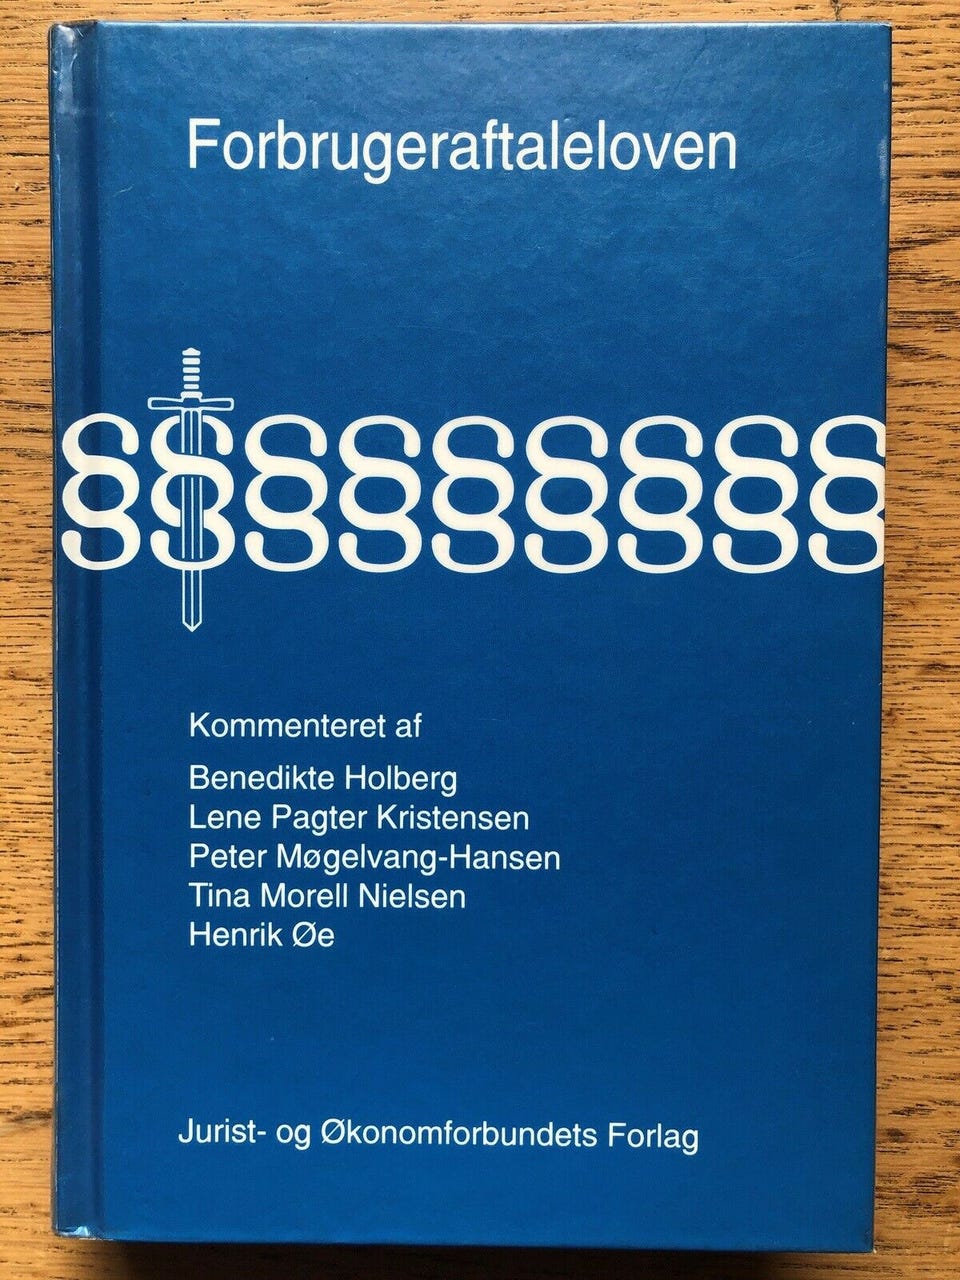 Forbrugeraftaleloven
§§§§§§§§§
Kommenteret af
Benedikte Holberg
Lene Pagter Kristensen
Peter Møgelvang-Hansen
Tina Morell Nielsen
Henrik Øe
Jurist- og Økonomforbundets Forlag